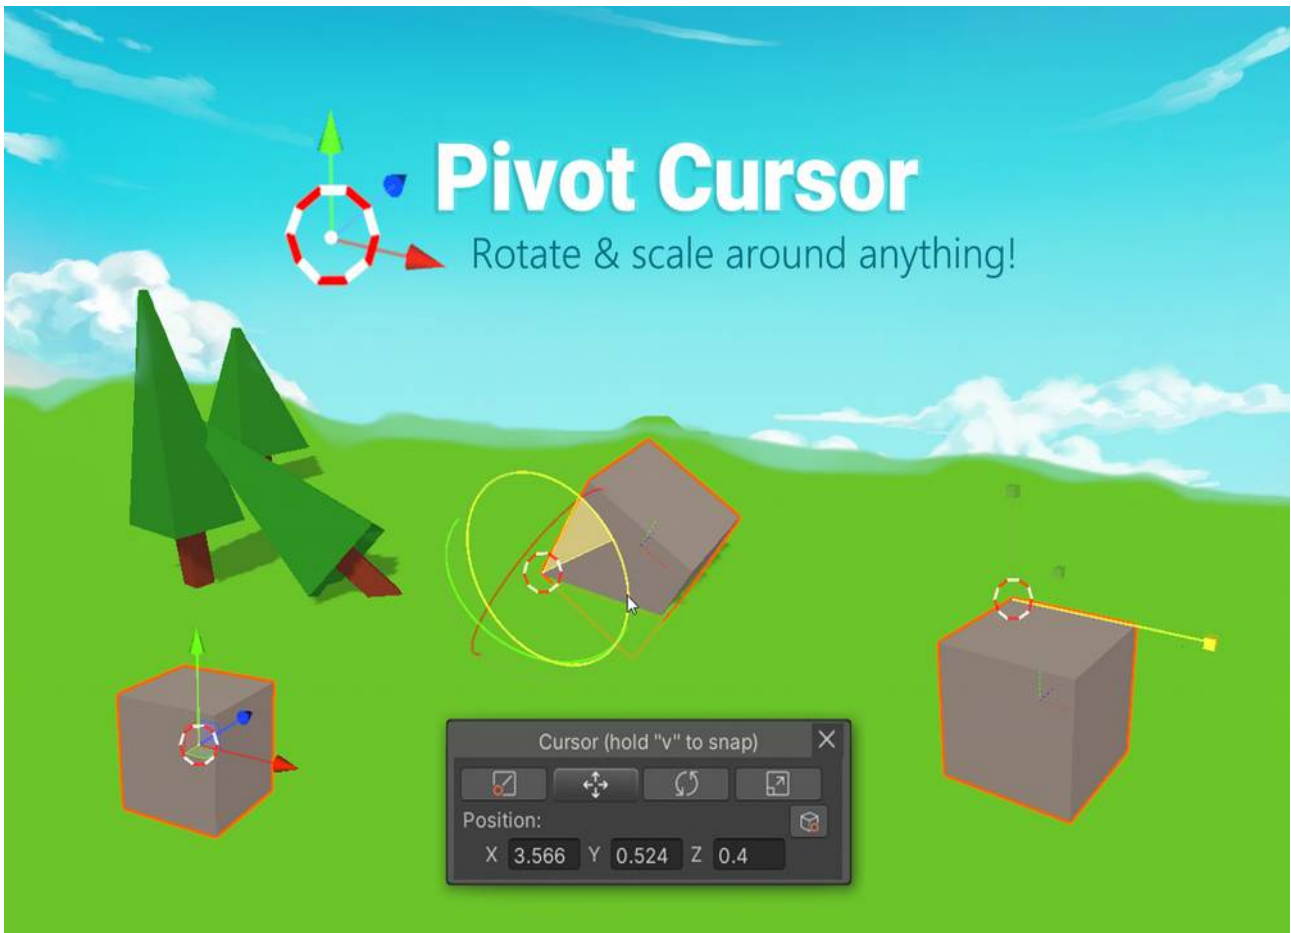 Pivot Cursor
Rotate & scale around anything!
Cursor (hold "v" to snap)
Position:
X 3.566 Y 0.524 Z 0.4